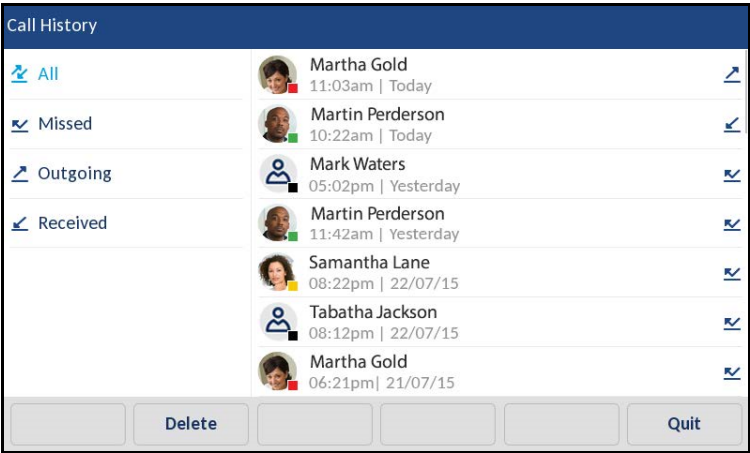 Call History
All
Missed
Outgoing
Received
Martha Gold
11:03am | Today
Martin Perderson
10:22am | Today
Mark Waters
05:02pm | Yesterday
Martin Perderson
11:42am | Yesterday
Samantha Lane
08:22pm | 22/07/15
Tabatha Jackson
08:12pm | 22/07/15
Martha Gold
06:21pm| 21/07/15
Delete
Quit